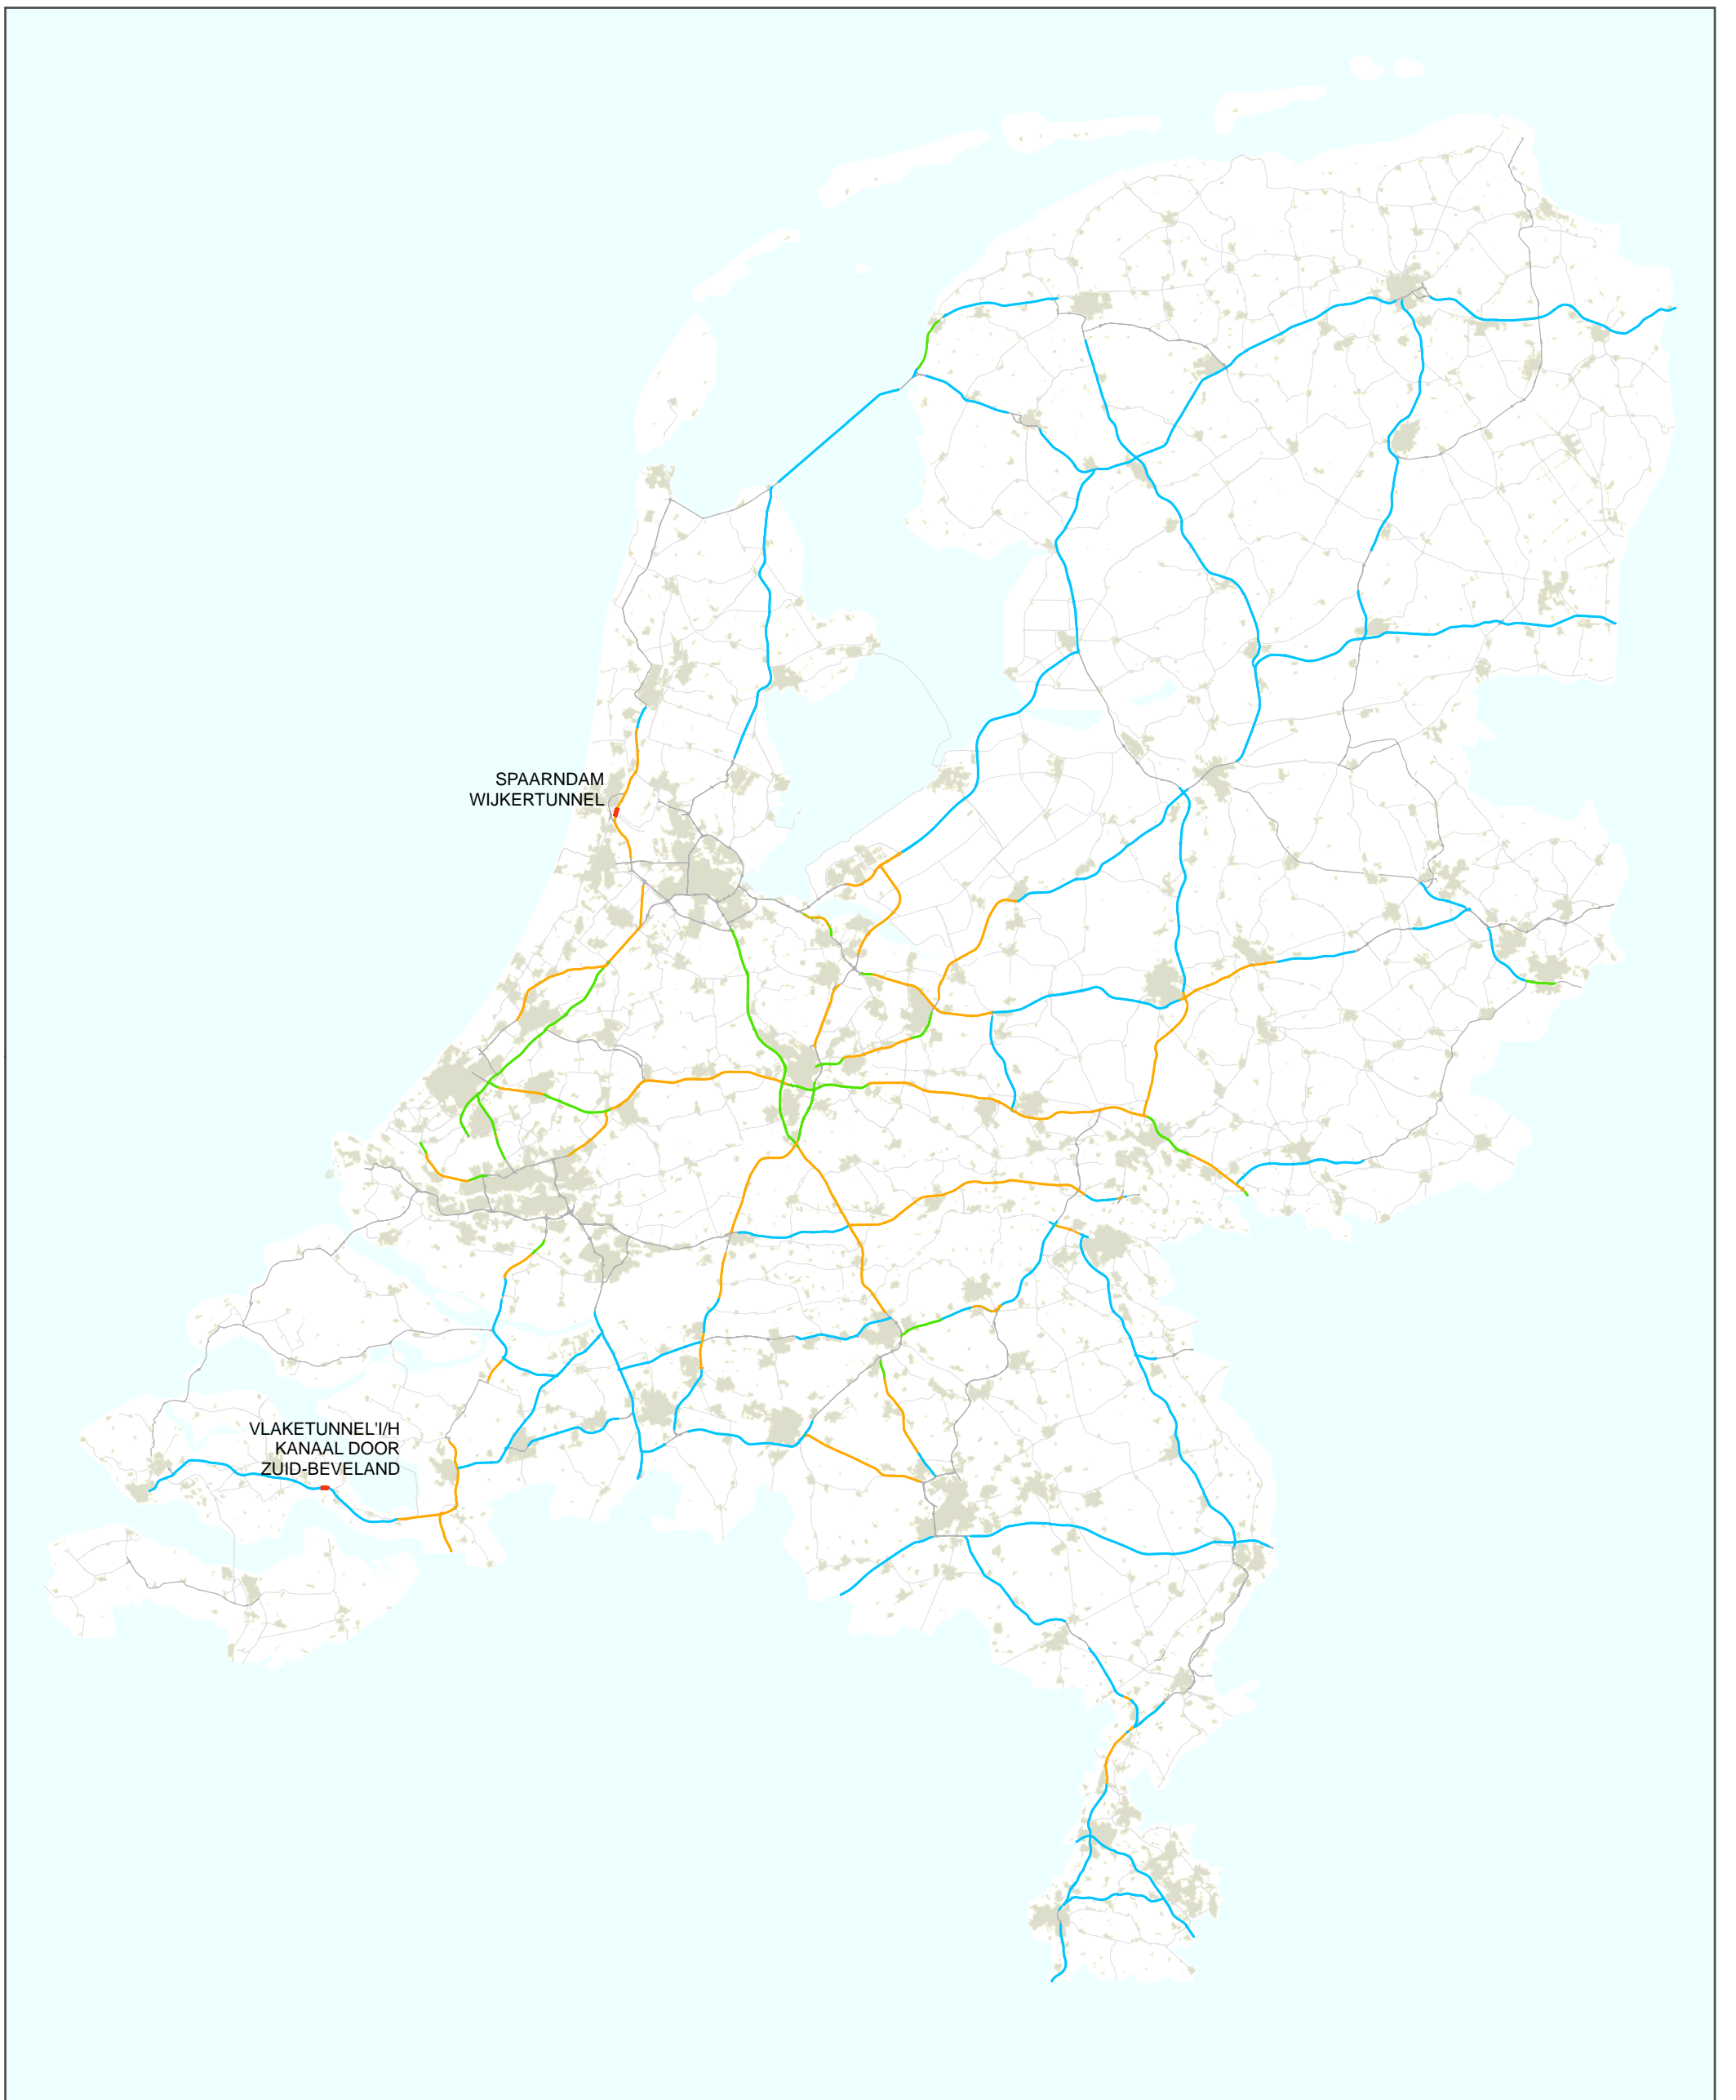 SPAARNDAM
WIJKERTUNNEL
VLAKETUNNEL'I/H
KANAAL DOOR
ZUID-BEVELAND